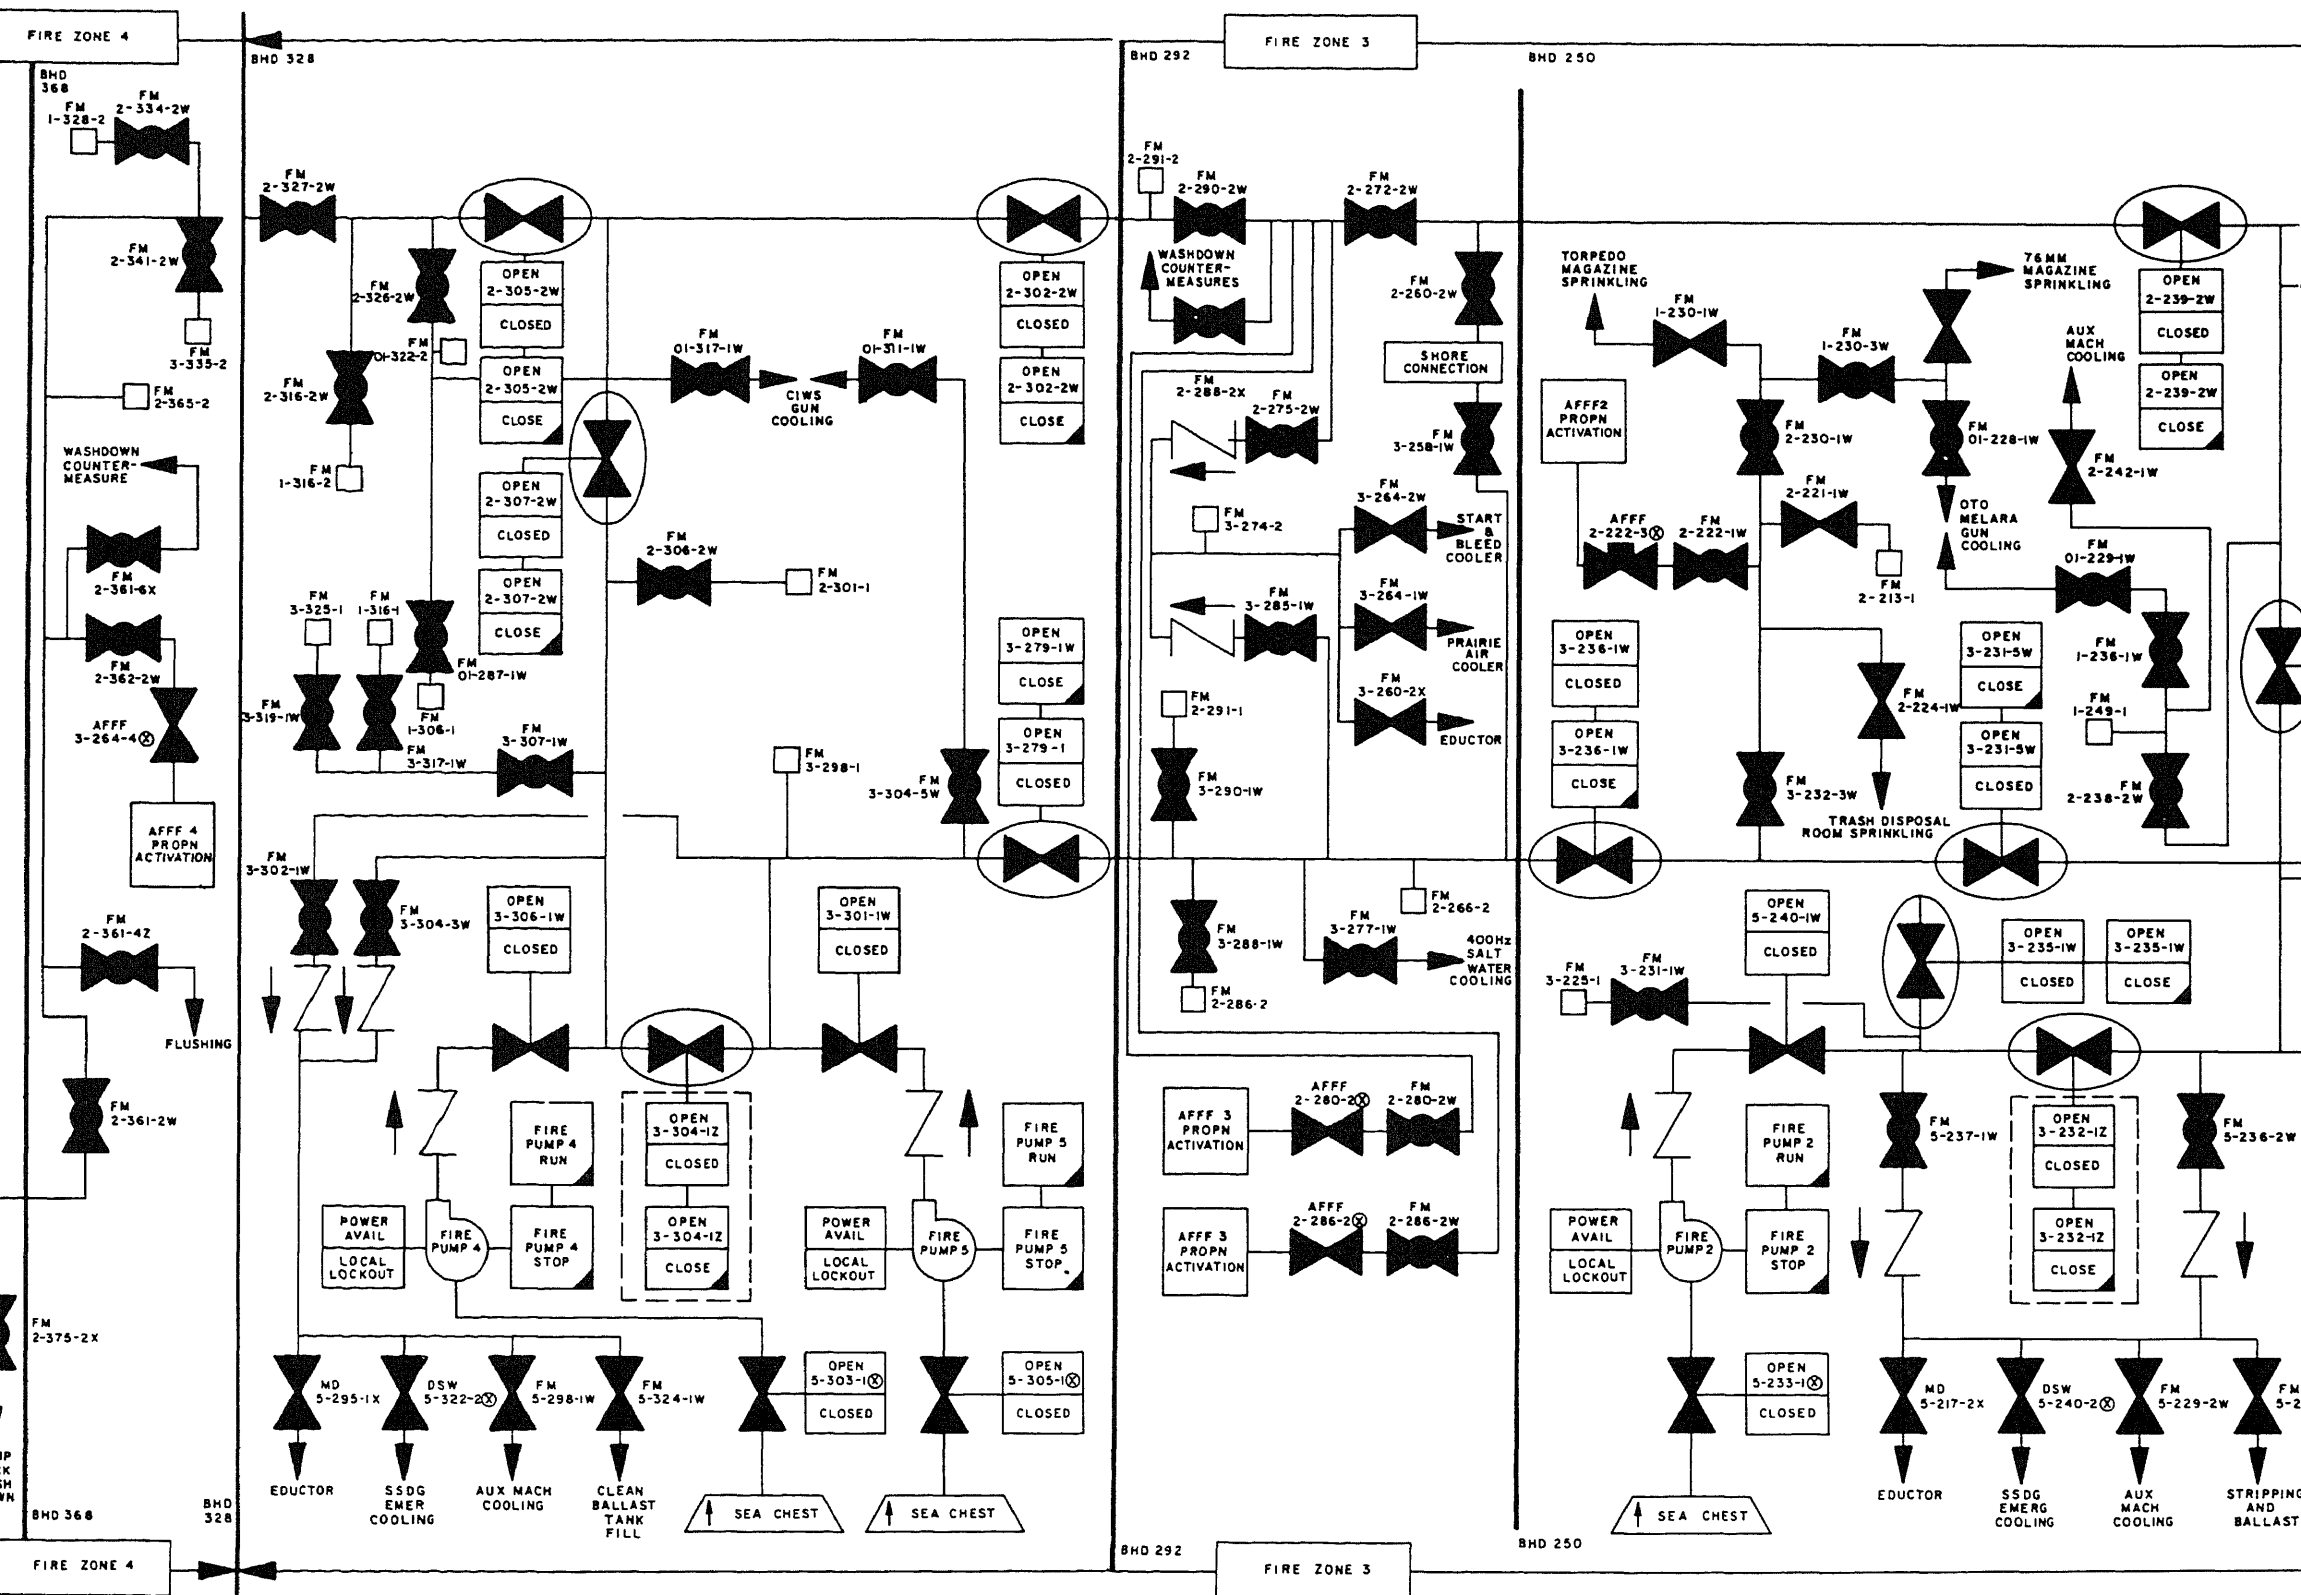 FIRE ZONE 4
BHD 328
BHD 292
FIRE ZONE 3
BHD 250
BHD
368
FM
1-328-2
FM
2-334-2W
FM
2-341-2W
FM
3-335-2
FM
2-365-2
WASHDOWN
COUNTER-
MEASURE
FM
2-361-6X
FM
2-362-2W
AFFF
3-264-4Ⓧ
AFFF 4
PROPN
ACTIVATION
FM
2-361-4Z
FLUSHING
FM
2-361-2W
FM
2-375-2X
BHD 368
BHD
328
FIRE ZONE 4
FM
2-327-2W
FM
2-326-2W
FM
2-316-2W
FM
1-316-2
FM
01-322-2
OPEN
2-305-2W
CLOSED
OPEN
2-305-2W
CLOSE
OPEN
2-307-2W
CLOSED
OPEN
2-307-2W
CLOSE
FM
01-317-1W
FM
01-311-1W
CIWS
GUN
COOLING
OPEN
2-302-2W
CLOSED
OPEN
2-302-2W
CLOSE
FM
2-306-2W
FM
2-301-1
FM
3-325-1
FM
1-316-1
FM
01-287-1W
FM
1-306-1
FM
3-319-1W
FM
3-317-1W
FM
3-307-1W
FM
3-298-1
FM
3-304-5W
OPEN
3-279-1W
CLOSE
OPEN
3-279-1
CLOSED
FM
3-302-1W
FM
3-304-3W
OPEN
3-306-1W
CLOSED
OPEN
3-301-1W
CLOSED
FIRE
PUMP 4
RUN
FIRE
PUMP 4
STOP
POWER
AVAIL
LOCAL
LOCKOUT
FIRE
PUMP 4
OPEN
3-304-1Z
CLOSED
OPEN
3-304-1Z
CLOSE
POWER
AVAIL
LOCAL
LOCKOUT
FIRE
PUMP 5
FIRE
PUMP 5
RUN
FIRE
PUMP 5
STOP
MD
5-295-1X
DSW
5-322-2Ⓧ
FM
5-298-1W
FM
5-324-1W
OPEN
5-303-1Ⓧ
CLOSED
OPEN
5-305-1Ⓧ
CLOSED
EDUCTOR
SSDG
EMER
COOLING
AUX MACH
COOLING
CLEAN
BALLAST
TANK
FILL
SEA CHEST
SEA CHEST
FM
2-291-2
FM
2-290-2W
FM
2-272-2W
WASHDOWN
COUNTER-
MEASURES
FM
2-260-2W
SHORE
CONNECTION
FM
3-258-1W
FM
2-288-2X
FM
2-275-2W
FM
3-274-2
FM
3-264-2W
START
&
BLEED
COOLER
FM
3-285-1W
FM
3-264-1W
PRAIRIE
AIR
COOLER
FM
3-260-2X
EDUCTOR
FM
2-291-1
FM
3-290-1W
FM
2-266-2
FM
3-288-1W
FM
2-286-2
FM
3-277-1W
400Hz
SALT
WATER
COOLING
AFFF 3
PROPN
ACTIVATION
AFFF
2-280-2Ⓧ
FM
2-280-2W
AFFF 3
PROPN
ACTIVATION
AFFF
2-286-2Ⓧ
FM
2-286-2W
BHD 292
FIRE ZONE 3
BHD 250
TORPEDO
MAGAZINE
SPRINKLING
FM
1-230-1W
FM
1-230-3W
76MM
MAGAZINE
SPRINKLING
AUX
MACH
COOLING
OPEN
2-239-2W
CLOSED
OPEN
2-239-2W
CLOSE
AFFF2
PROPN
ACTIVATION
FM
2-230-1W
FM
01-228-1W
FM
2-242-1W
AFFF
2-222-3Ⓧ
FM
2-222-1W
FM
2-221-1W
FM
2-213-1
OTO
MELARA
GUN
COOLING
FM
01-229-1W
FM
1-236-1W
FM
1-249-1
FM
2-238-2W
OPEN
3-236-1W
CLOSED
OPEN
3-236-1W
CLOSE
FM
2-224-1W
FM
3-232-3W
TRASH DISPOSAL
ROOM SPRINKLING
OPEN
3-231-5W
CLOSE
OPEN
3-231-5W
CLOSED
OPEN
5-240-1W
CLOSED
OPEN
3-235-1W
CLOSED
OPEN
3-235-1W
CLOSE
FM
3-225-1
FM
3-231-1W
FIRE
PUMP 2
RUN
FIRE
PUMP 2
STOP
POWER
AVAIL
LOCAL
LOCKOUT
FIRE
PUMP2
FM
5-237-1W
OPEN
3-232-1Z
CLOSED
OPEN
3-232-1Z
CLOSE
FM
5-236-2W
OPEN
5-233-1Ⓧ
CLOSED
MD
5-217-2X
DSW
5-240-2Ⓧ
FM
5-229-2W
FM
SEA CHEST
EDUCTOR
SSDG
EMERG
COOLING
AUX
MACH
COOLING
STRIPPING
AND
BALLAST